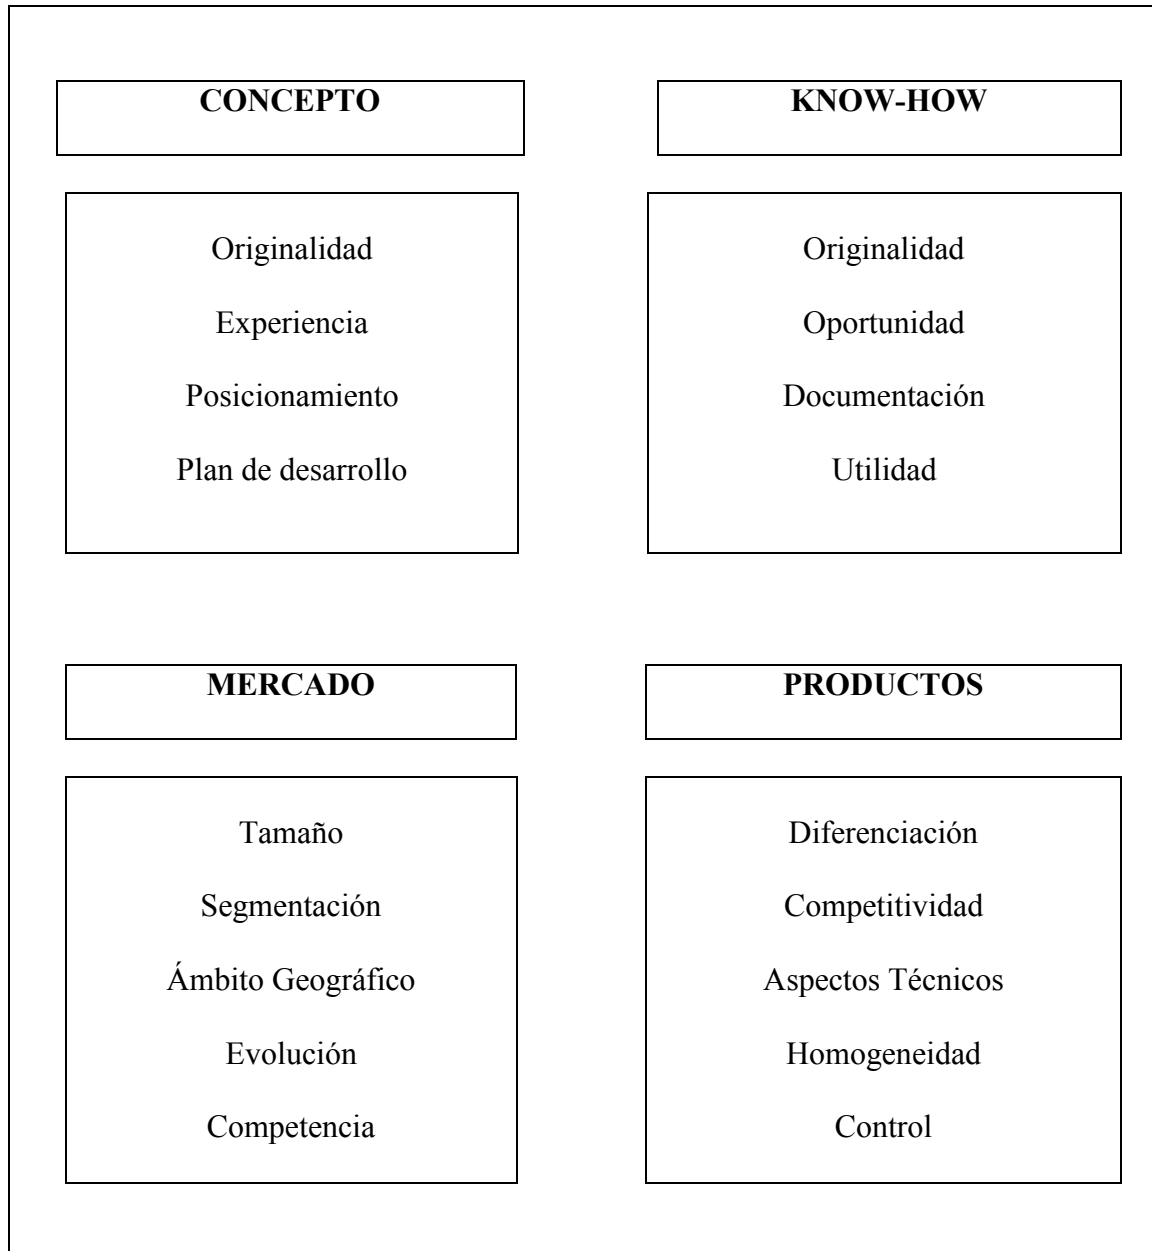 CONCEPTO
Originalidad
Experiencia
Posicionamiento
Plan de desarrollo
KNOW-HOW
Originalidad
Oportunidad
Documentación
Utilidad
MERCADO
Tamaño
Segmentación
Ámbito Geográfico
Evolución
Competencia
PRODUCTOS
Diferenciación
Competitividad
Aspectos Técnicos
Homogeneidad
Control